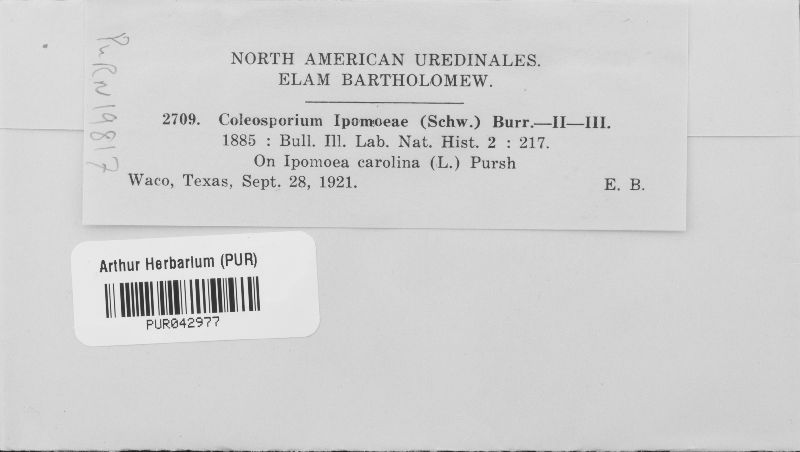 NORTH AMERICAN UREDINALES.
ELAM BARTHOLOMEW.
2709. Coleosporium Ipomoeae (Schw.) Burr.—II—III.
1885 : Bull. Ill. Lab. Nat. Hist. 2 : 217.
On Ipomoea carolina (L.) Pursh
Waco, Texas, Sept. 28, 1921. E. B.
PURN19817
Arthur Herbarium (PUR)
PUR042977